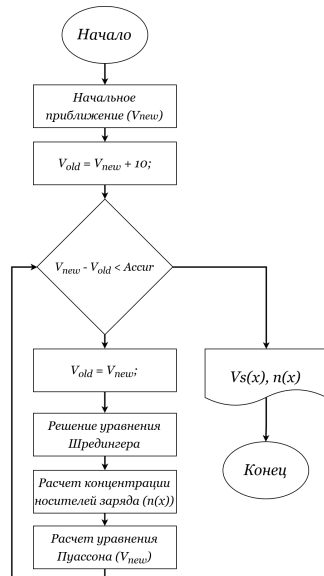 Начало
Начальное
приближение (Vnew)
Vold = Vnew + 10;
Vnew - Vold < Accur
Vold = Vnew;
Vs(x), n(x)
Решение уравнения
Шредингера
Конец
Расчет концентрации
носителей заряда (n(x))
Расчет уравнения
Пуассона (Vnew)